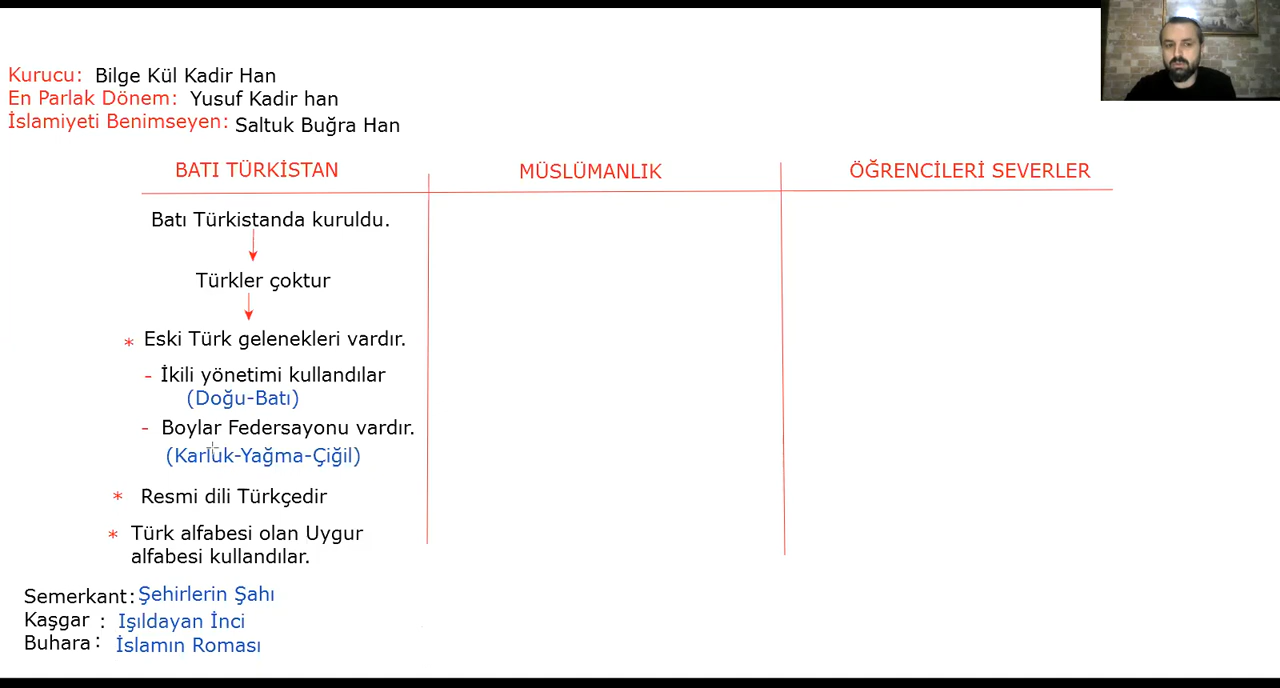 Kurucu: Bilge Kül Kadir Han
En Parlak Dönem: Yusuf Kadir han
İslamiyeti Benimseyen: Saltuk Buğra Han
BATI TÜRKİSTAN
MÜSLÜMANLIK
ÖĞRENCİLERİ SEVERLER
Batı Türkistanda kuruldu.
Türkler çoktur
* Eski Türk gelenekleri vardır.
- İkili yönetimi kullandılar
(Doğu-Batı)
- Boylar Federsayonu vardır.
(Karluk-Yağma-Çiğil)
* Resmi dili Türkçedir
* Türk alfabesi olan Uygur
alfabesi kullandılar.
Semerkant: Şehirlerin Şahı
Kaşgar : Işıldayan İnci
Buhara : İslamın Roması